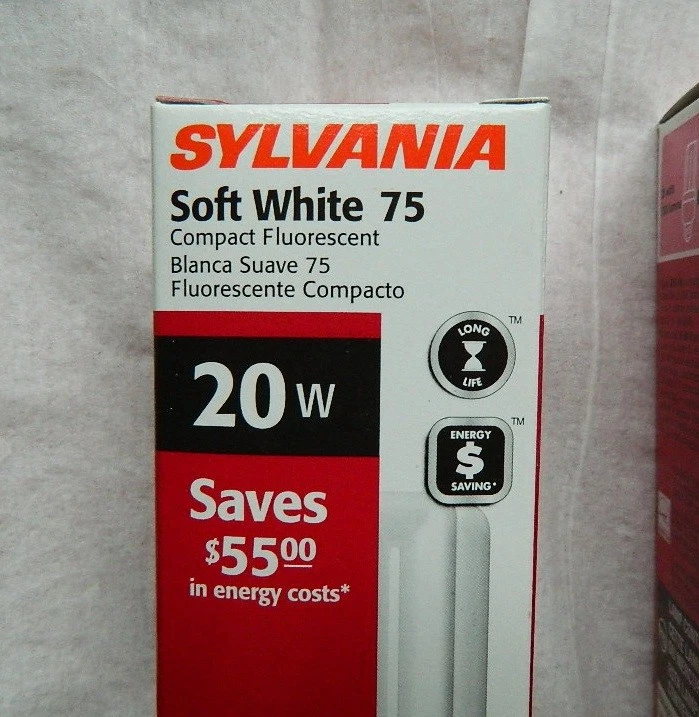 SYLVANIA
Soft White 75
Compact Fluorescent
Blanca Suave 75
Fluorescente Compacto
LONG
LIFE
TM
20 W
ENERGY
$
SAVING*
TM
Saves
$55 00
in energy costs*